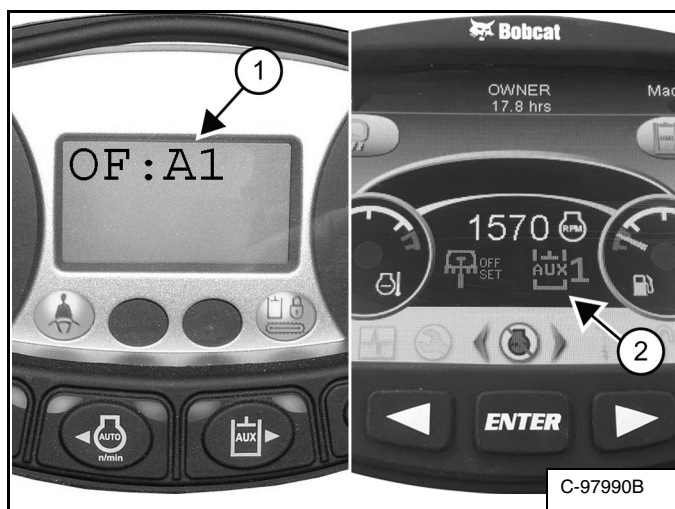 1
OF:A1
AUTO
n/min
AUX
Bobcat
OWNER
17.8 hrs
Mac
1570 RPM
OFF
SET
AUX 1
2
ENTER
C-97990B